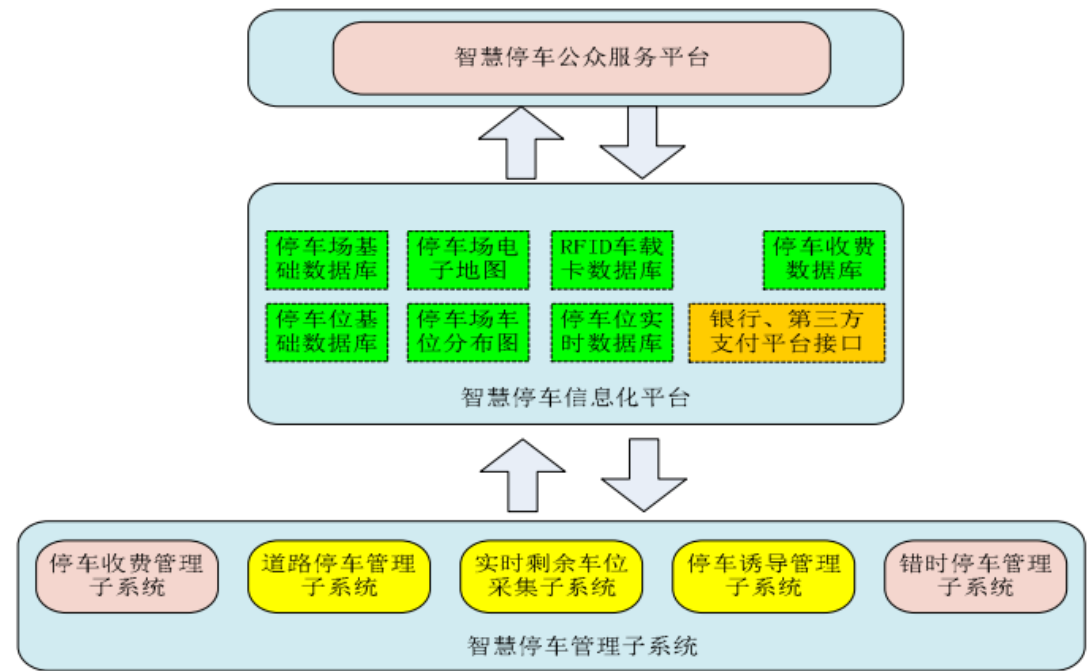 智慧停车公众服务平台
停车场基
础数据库
停车场电
子地图
RFID车载
卡数据库
停车收费
数据库
停车位基
础数据库
停车场车
位分布图
停车位实
时数据库
银行、第三方
支付平台接口
智慧停车信息化平台
停车收费管理
子系统
道路停车管理
子系统
实时剩余车位
采集子系统
停车诱导管理
子系统
错时停车管理
子系统
智慧停车管理子系统